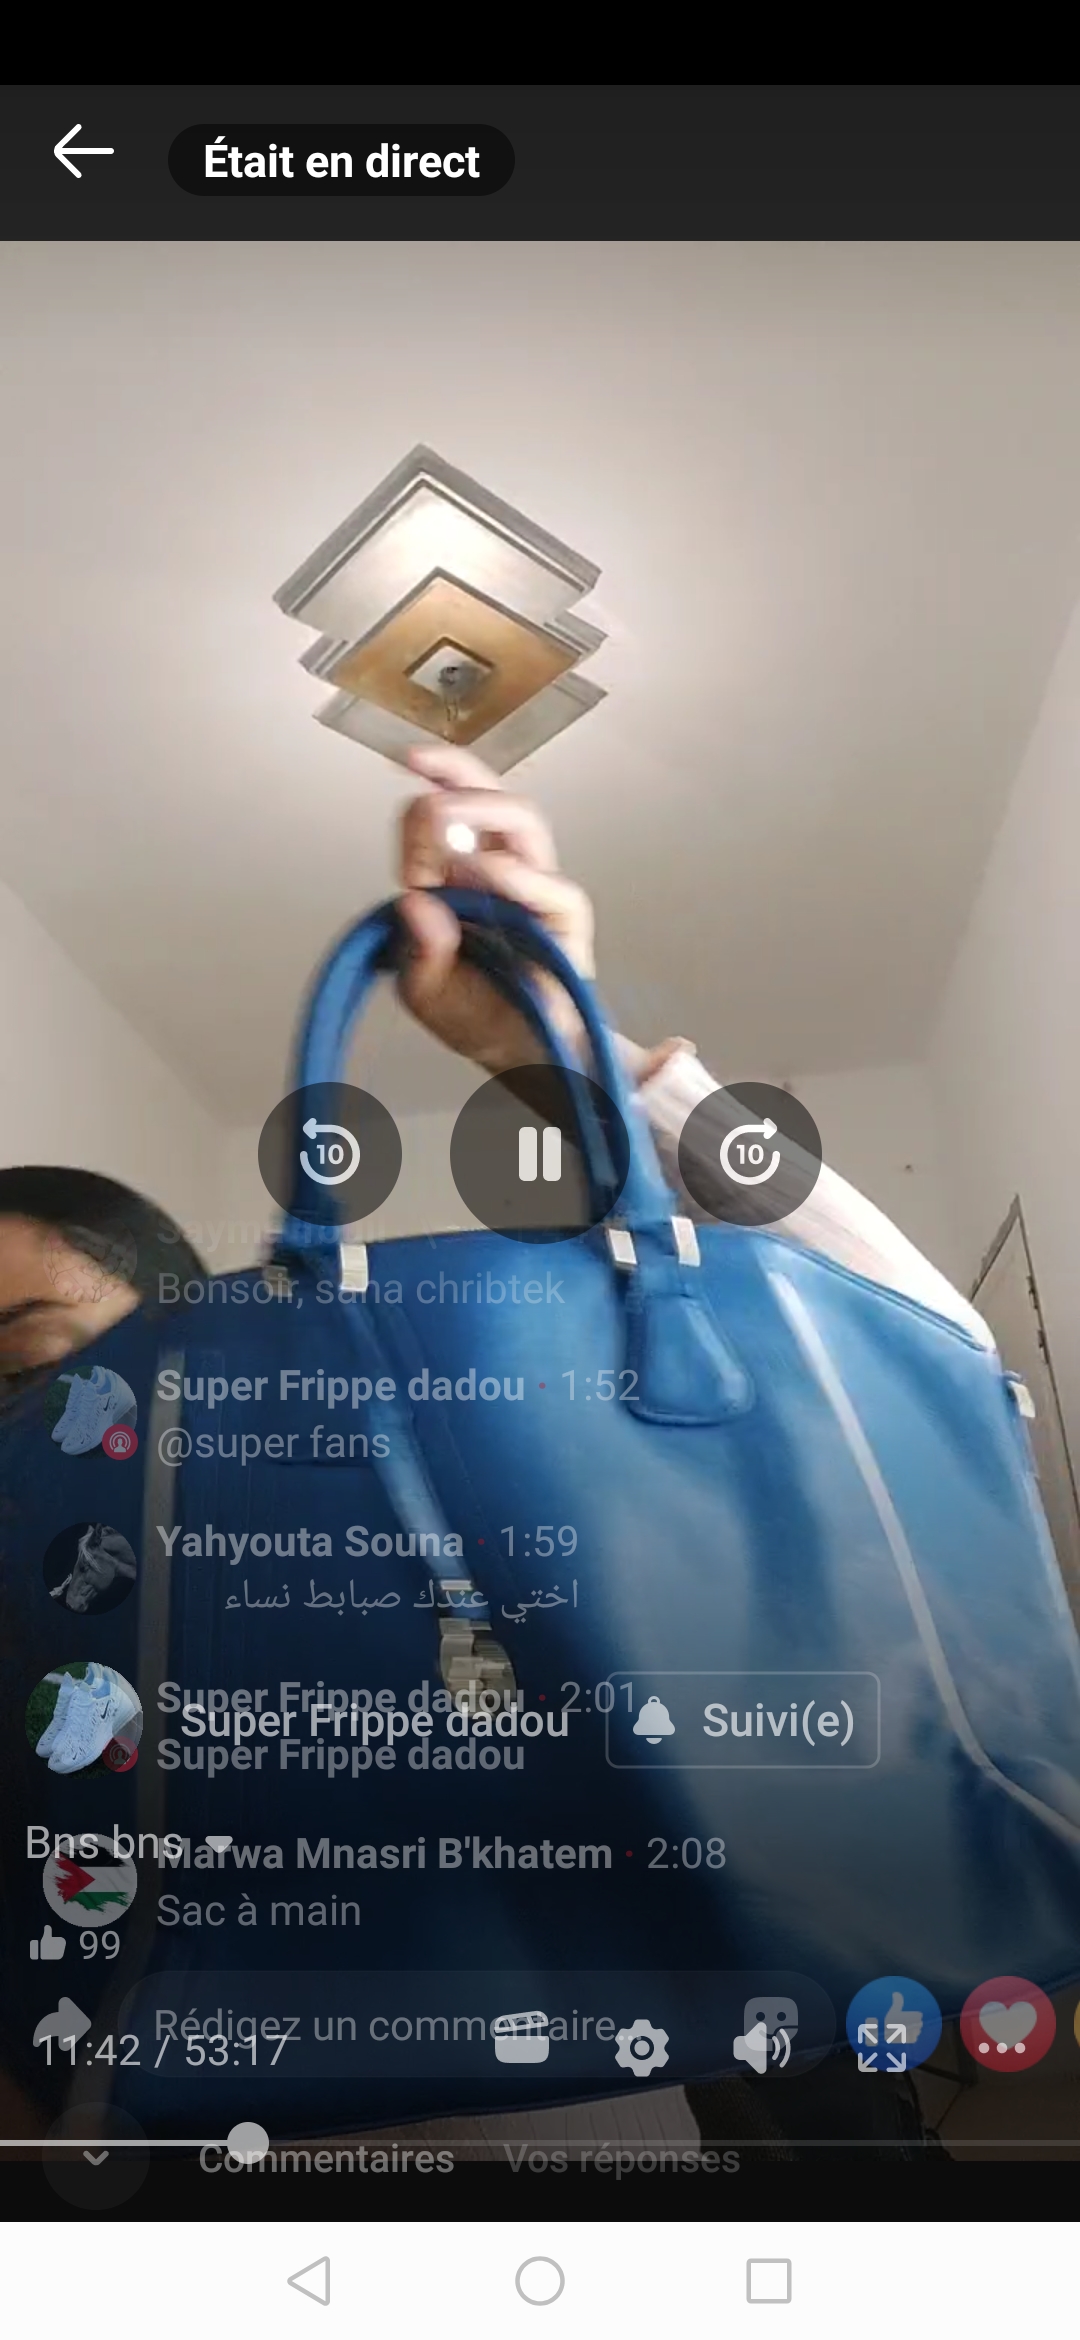 Était en direct
10
10
Bonsoir, sana chribtek
Super Frippe dadou · 1:52
@super fans
Yahyouta Souna · 1:59
اختي عندك صبابط نساء
Super Frippe dadou · 2:01
Super Frippe dadou
Suivi(e)
Super Frippe dadou
Bns bns
Marwa Mnasri B'khatem · 2:08
Sac à main
99
Rédigez un commentaire...
11:42 / 53:17
Commentaires
Vos réponses